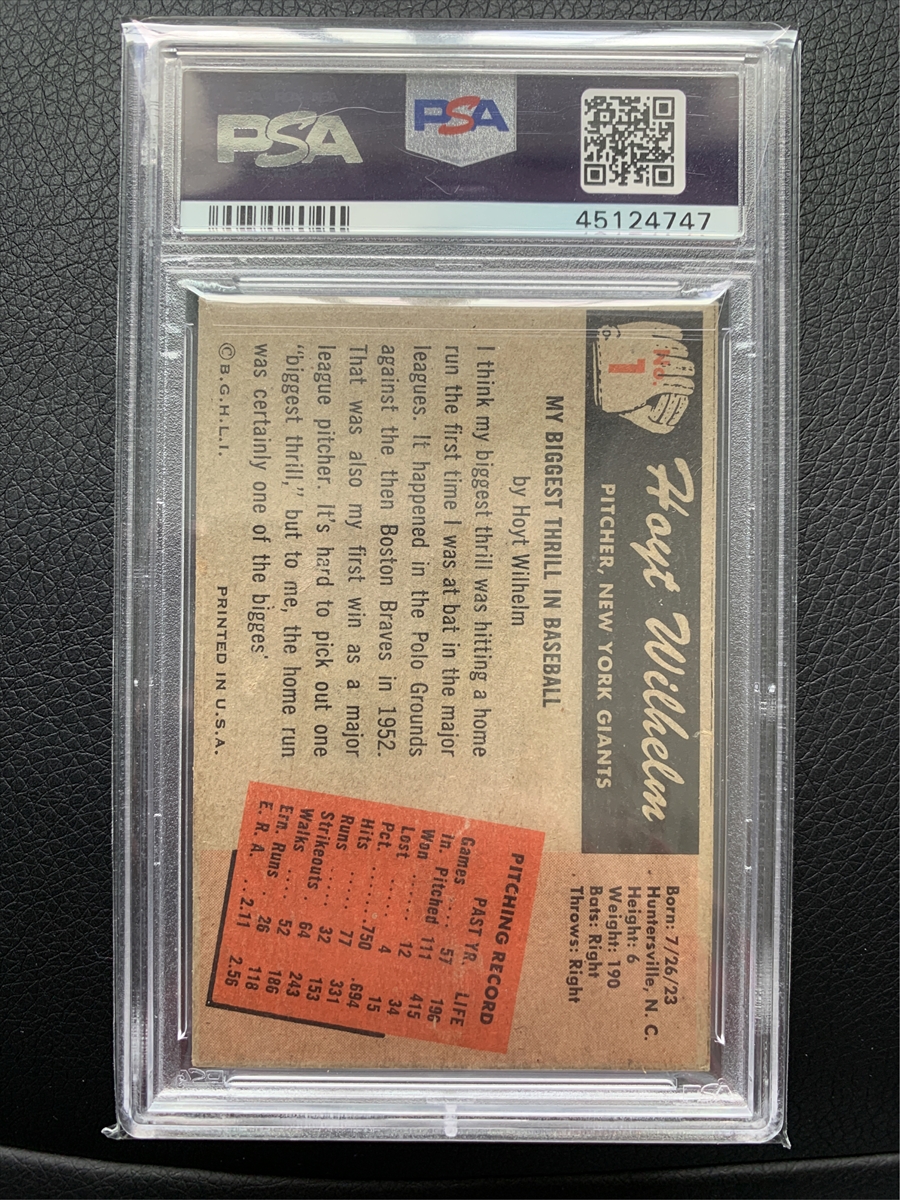 PSA
PSA
45124747
No.
1
Hoyt Wilhelm
PITCHER, NEW YORK GIANTS
Born: 7/26/23
Huntersville, N. C.
Height: 6
Weight: 190
Bats: Right
Throws: Right
MY BIGGEST THRILL IN BASEBALL
by Hoyt Wilhelm
I think my biggest thrill was hitting a home
run the first time I was at bat in the major
leagues. It happened in the Polo Grounds
against the then Boston Braves in 1952.
That was also my first win as a major
league pitcher. It's hard to pick out one
"biggest thrill," but to me, the home run
was certainly one of the bigges'
© B.G.H.L.I. PRINTED IN U.S.A.
PITCHING RECORD
PAST YR. LIFE
Games .... 57 196
In. Pitched 111 415
Won ...... 12 34
Lost ...... 4 15
Pct. ...... .750 .694
Hits ...... 77 331
Runs ...... 32 153
Strikeouts . 64 243
Walks ..... 52 186
Ern. Runs .... 26 118
E. R. A. .. 2.11 2.56
PSA
PSA